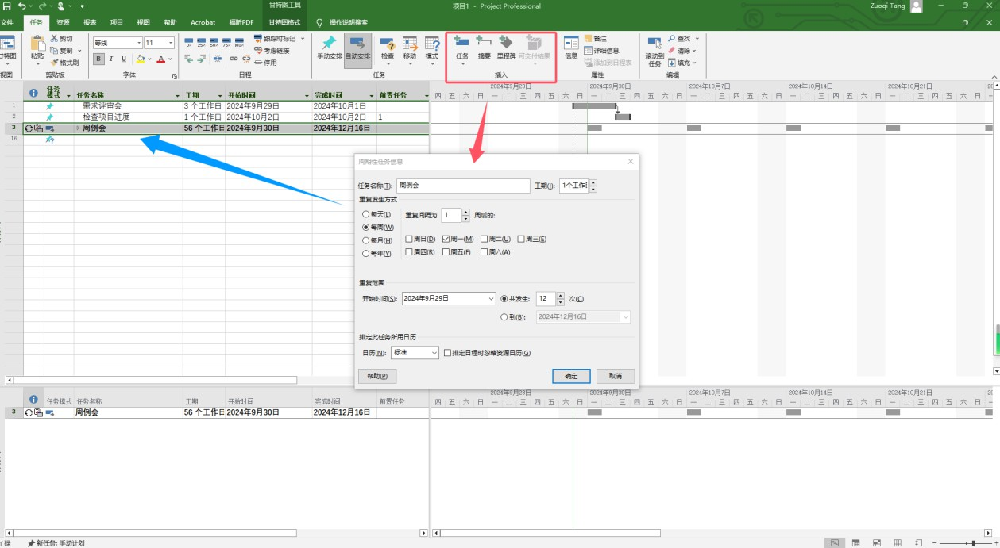 甘特图工具
项目1 - Project Professional
Zuoqi Tang
文件 任务 资源 报表 项目 视图 帮助 Acrobat 福昕PDF 甘特图格式 操作说明搜索
甘特图
视图
粘贴
剪切
复制
格式刷
剪贴板
等线 11
B I U A
字体
0% 25% 50% 75% 100%
跟踪时标记
考虑链接
停用
日程
手动安排 自动安排
检查 移动 模式
任务
任务 摘要 里程碑 可交付结果
插入
信息
备注
详细信息
添加到日程表
属性
滚动到任务
查找
清除
填充
编辑
任务模式 任务名称 工期 开始时间 完成时间 前置任务
1 需求评审会 3 个工作日 2024年9月29日 2024年10月1日
2 检查项目进度 1 个工作日 2024年10月2日 2024年10月2日 1
3 周例会 56 个工作日 2024年9月30日 2024年12月16日
16
2024年9月23日 2024年9月30日 2024年10月7日 2024年10月14日 2024年10月21日
四 五 六 日 一 二 三 四 五 六 日 一 二 三 四 五 六 日 一 二 三 四 五 六 日 一 二 三 四 五 六 日 一 二 三 四 五 六 日 一
周期性任务信息
任务名称(T): 周例会 工期(I): 1个工作
重复发生方式
每天(L)
每周(W)
每月(H)
每年(Y)
重复间隔为 1 周后的:
周日(D) 周一(M) 周二(U) 周三(E)
周四(R) 周五(F) 周六(A)
重复范围
开始时间(S): 2024年9月29日 共发生: 12 次(C)
到(B): 2024年12月16日
排定此任务所用日历
日历(N): 标准 排定日程时忽略资源日历(G)
帮助(P) 确定 取消
任务模式 任务名称 工期 开始时间 完成时间 前置任务
3 周例会 56 个工作日 2024年9月30日 2024年12月16日
2024年9月23日 2024年9月30日 2024年10月7日 2024年10月14日 2024年10月21日
四 五 六 日 一 二 三 四 五 六 日 一 二 三 四 五 六 日 一 二 三 四 五 六 日 一 二 三 四 五 六 日 一 二 三 四 五 六 日 一
新任务: 手动计划